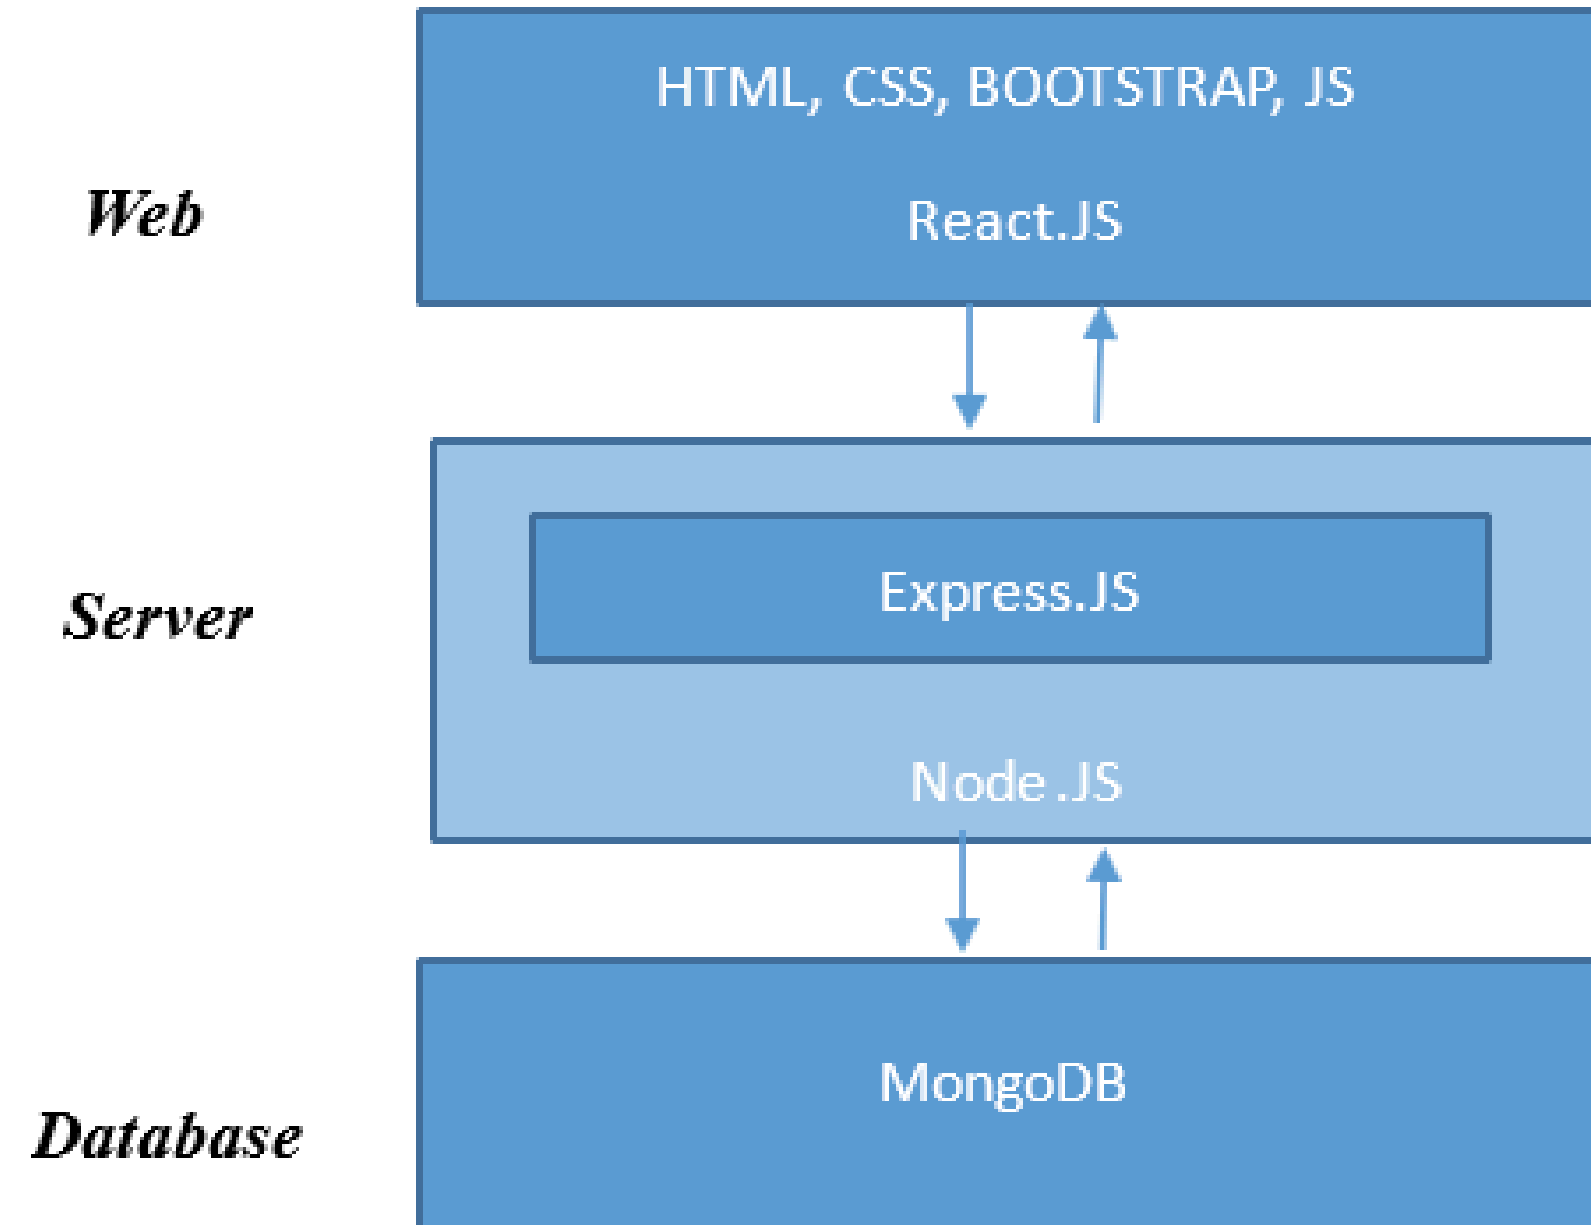 HTML, CSS, BOOTSTRAP, JS
Web
React.JS
Express.JS
Server
Node .JS
MongoDB
Database